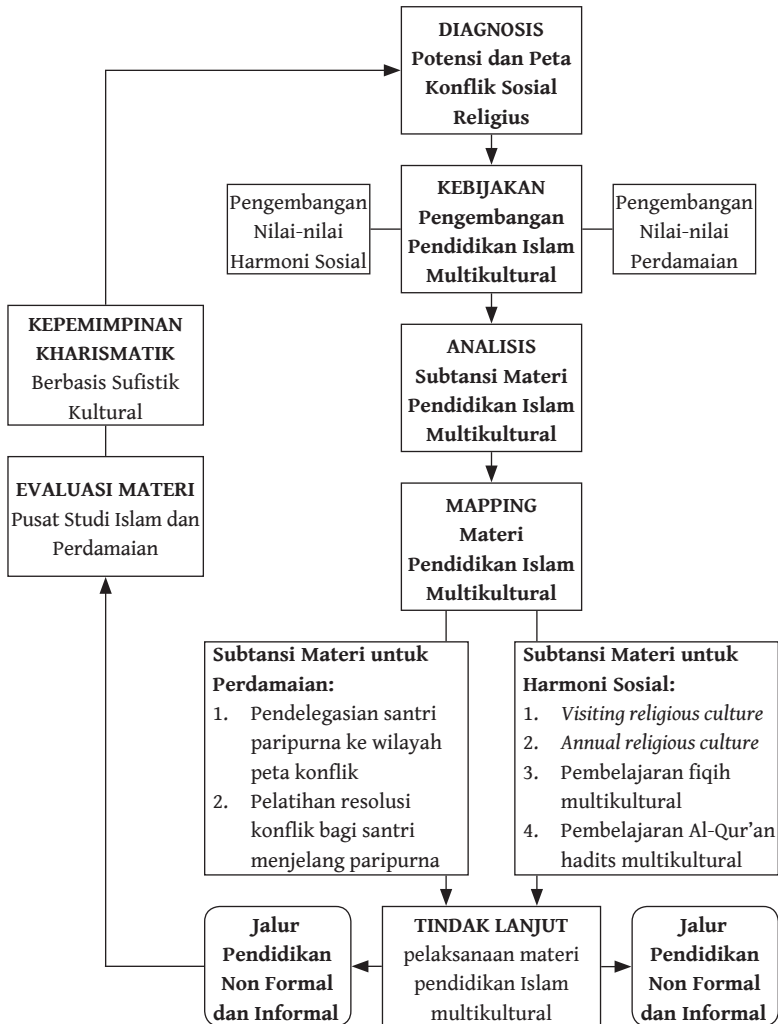 DIAGNOSIS
Potensi dan Peta
Konflik Sosial
Religius
Pengembangan
Nilai-nilai
Harmoni Sosial
KEBIJAKAN
Pengembangan
Pendidikan Islam
Multikultural
Pengembangan
Nilai-nilai
Perdamaian
KEPEMIMPINAN
KHARISMATIK
Berbasis Sufistik
Kultural
ANALISIS
Subtansi Materi
Pendidikan Islam
Multikultural
EVALUASI MATERI
Pusat Studi Islam dan
Perdamaian
MAPPING
Materi
Pendidikan Islam
Multikultural
Subtansi Materi untuk
Perdamaian:
1. Pendelegasian santri
paripurna ke wilayah
peta konflik
2. Pelatihan resolusi
konflik bagi santri
menjelang paripurna
Subtansi Materi untuk
Harmoni Sosial:
1. Visiting religious culture
2. Annual religious culture
3. Pembelajaran fiqih
multikultural
4. Pembelajaran Al-Qur’an
hadits multikultural
Jalur
Pendidikan
Non Formal
dan Informal
TINDAK LANJUT
pelaksanaan materi
pendidikan Islam
multikultural
Jalur
Pendidikan
Non Formal
dan Informal